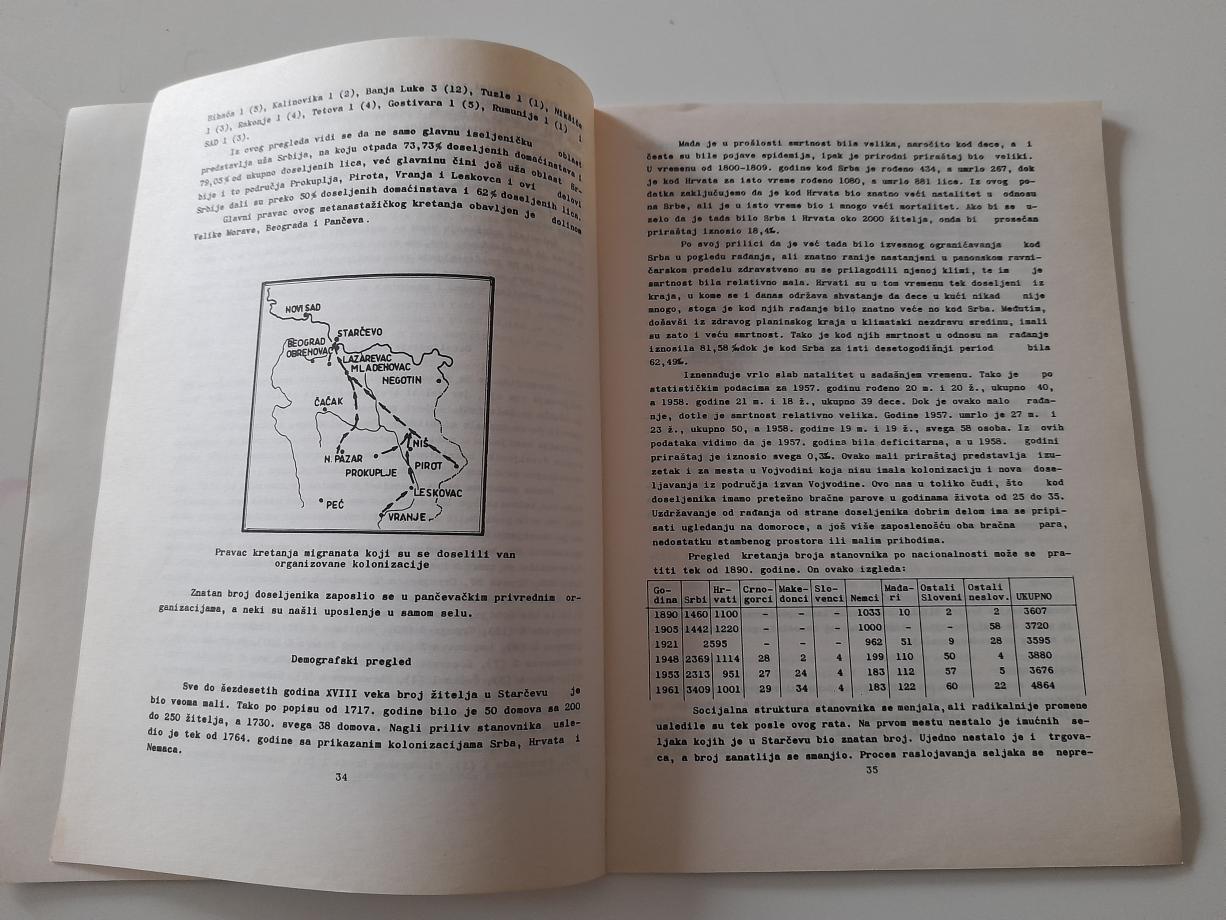 Bihaća 1 (5), Kalinovika 1 (2), Banja Luke 3 (12), Tuzle 1 (1), Nikšića
1 (3), Rakonje 1 (4), Tetova 1 (4), Gostivara 1 (5), Rumunije 1 (1) i
SAD 1 (3).
Iz ovog pregleda vidi se da ne samo glavnu iseljeničku oblast
predstavlja uža Srbija, na koju otpada 73,73% doseljenih domaćinstava i
79,05% od ukupno doseljenih lica, već glavninu čini još uža oblast Sr-
bije i to područja Prokuplja, Pirota, Vranja i Leskovca i ovi delovi
Srbije dali su preko 50% doseljenih domaćinstava i 62% doseljenih lica.
Glavni pravac ovog metanastažičkog kretanja obavljen je dolinom
Velike Morave, Beograda i Pančeva.
NOVI SAD
STARČEVO
BEOGRAD
OBRENOVAC
LAZAREVAC
MLADENOVAC
NEGOTIN
ČAČAK
NIŠ
N. PAZAR
PROKUPLJE
PIROT
LESKOVAC
PEĆ
VRANJE
Pravac kretanja migranata koji su se doselili van
organizovane kolonizacije
Znatan broj doseljenika zaposlio se u pančevačkim privrednim or-
ganizacijama, a neki su našli uposlenje u samom selu.
Demografski pregled
Sve do šezdesetih godina XVIII veka broj žitelja u Starčevu je
bio veoma mali. Tako po popisu od 1717. godine bilo je 50 domova sa 200
do 250 žitelja, a 1730. svega 38 domova. Nagli priliv stanovnika usle-
dio je tek od 1764. godine sa prikazanim kolonizacijama Srba, Hrvata i
Nemaca.
34
Mada je u prošlosti smrtnost bila velika, naročito kod dece, a i
česte su bile pojave epidemija, ipak je prirodni priraštaj bio veliki.
U vremenu od 1800-1809. godine kod Srba je rođeno 434, a umrlo 267, dok
je kod Hrvata za isto vreme rođeno 1080, a umrlo 881 lice. Iz ovog po-
datka zaključujemo da je kod Hrvata bio znatno veći natalitet u odnosu
na Srbe, ali je u isto vreme bio i mnogo veći mortalitet. Ako bi se u-
zelo da je tada bilo Srba i Hrvata oko 2000 žitelja, onda bi prosečan
priraštaj iznosio 18,4‰.
Po svoj prilici da je već tada bilo izvesnog ograničavanja kod
Srba u pogledu rađanja, ali znatno ranije nastanjeni u panonskom ravni-
čarskom predelu zdravstveno su se prilagodili njenoj klimi, te im je
smrtnost bila relativno mala. Hrvati su u tom vremenu tek doseljeni iz
kraja, u kome se i danas održava shvatanje da dece u kući nikad nije
mnogo, stoga je kod njih rađanje bilo znatno veće no kod Srba. Međutim,
došavši iz zdravog planinskog kraja u klimatski nezdravu sredinu, imali
su zato i veću smrtnost. Tako je kod njih smrtnost u odnosu na rađanje
iznosila 81,58 %dok je kod Srba za isti desetogodišnji period bila
62,49%.
Iznenađuje vrlo slab natalitet u sadašnjem vremenu. Tako je po
statističkim podacima za 1957. godinu rođeno 20 m. i 20 ž., ukupno 40,
a 1958. godine 21 m. i 18 ž., ukupno 39 dece. Dok je ovako malo rađa-
nje, dotle je smrtnost relativno velika. Godine 1957. umrlo je 27 m. i
23 ž., ukupno 50, a 1958. godine 19 m. i 19 ž., svega 58 osoba. Iz ovih
podataka vidimo da je 1957. godina bila deficitarna, a u 1958. godini
priraštaj je iznosio svega 0,3‰. Ovako mali priraštaj predstavlja izu-
zetak i za mesta u Vojvodini koja nisu imala kolonizaciju i nova dose-
ljavanja iz područja izvan Vojvodine. Ovo nas u toliko čudi, što kod
doseljenika imamo pretežno bračne parove u godinama života od 25 do 35.
Uzdržavanje od rađanja od strane doseljenika dobrim delom ima se pripi-
sati ugledanju na domoroce, a još više zaposlenošću oba bračna para,
nedostatku stambenog prostora ili malim prihodima.
Pregled kretanja broja stanovnika po nacionalnosti može se pra-
titi tek od 1890. godine. On ovako izgleda:
Go- Hr- Crno- Make- Slo- Mađa- Ostali Ostali
dina Srbi vati gorci donci venci Nemci ri Sloveni neslov. UKUPNO
1890 1460 1100 - - - 1033 10 2 2 3607
1905 1442 1220 - - - 1000 - - 58 3720
1921 2595 - - - 962 51 9 28 3595
1948 2369 1114 28 2 4 199 110 50 4 3880
1953 2313 951 27 24 4 183 112 57 5 3676
1961 3409 1001 29 34 4 183 122 60 22 4864
Socijalna struktura stanovnika se menjala, ali radikalnije promene
usledile su tek posle ovog rata. Na prvom mestu nestalo je imućnih se-
ljaka kojih je u Starčevu bio znatan broj. Ujedno nestalo je i trgova-
ca, a broj zanatlija se smanjio. Proces raslojavanja seljaka se nepre-
35